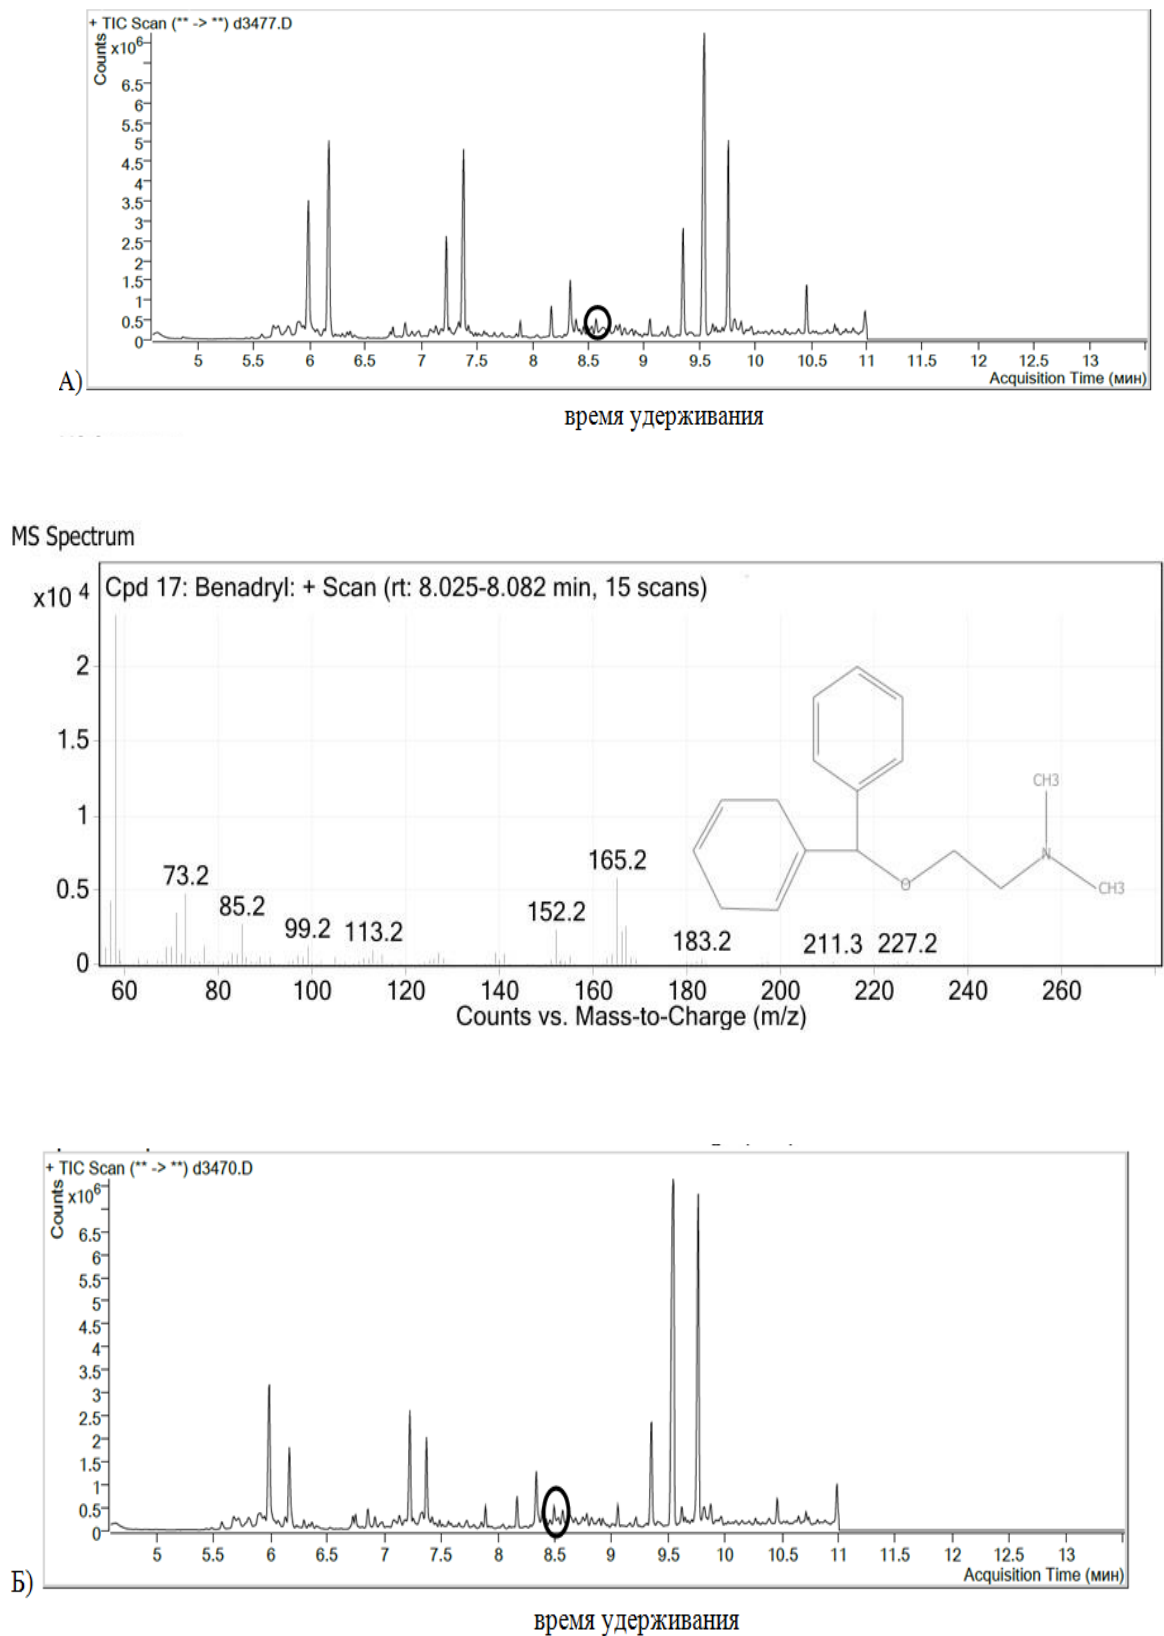 + TIC Scan (** -> **) d3477.D
Counts
x10 6
6.5
6
5.5
5
4.5
4
3.5
3
2.5
2
1.5
1
0.5
0
5 5.5 6 6.5 7 7.5 8 8.5 9 9.5 10 10.5 11 11.5 12 12.5 13
Acquisition Time (мин)
А)
время удерживания
MS Spectrum
x10 4
Cpd 17: Benadryl: + Scan (rt: 8.025-8.082 min, 15 scans)
2
1.5
1
0.5
0
73.2
85.2
99.2
113.2
152.2
165.2
183.2
211.3
227.2
CH3
N
O
CH3
60 80 100 120 140 160 180 200 220 240 260
Counts vs. Mass-to-Charge (m/z)
+ TIC Scan (** -> **) d3470.D
Counts
x10 6
6.5
6
5.5
5
4.5
4
3.5
3
2.5
2
1.5
1
0.5
0
5 5.5 6 6.5 7 7.5 8 8.5 9 9.5 10 10.5 11 11.5 12 12.5 13
Acquisition Time (мин)
Б)
время удерживания